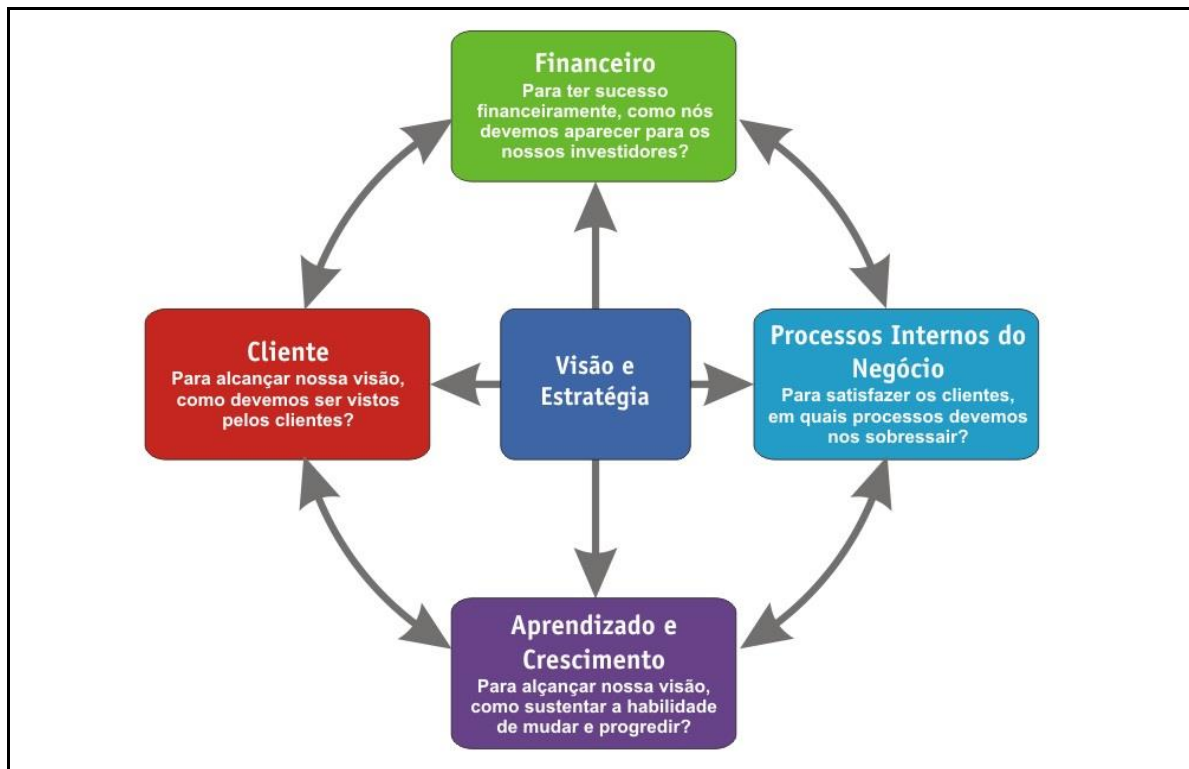 Financeiro
Para ter sucesso
financeiramente, como nós
devemos aparecer para os
nossos investidores?
Cliente
Para alcançar nossa visão,
como devemos ser vistos
pelos clientes?
Visão e
Estratégia
Processos Internos do
Negócio
Para satisfazer os clientes,
em quais processos devemos
nos sobressair?
Aprendizado e
Crescimento
Para alçançar nossa visão,
como sustentar a habilidade
de mudar e progredir?